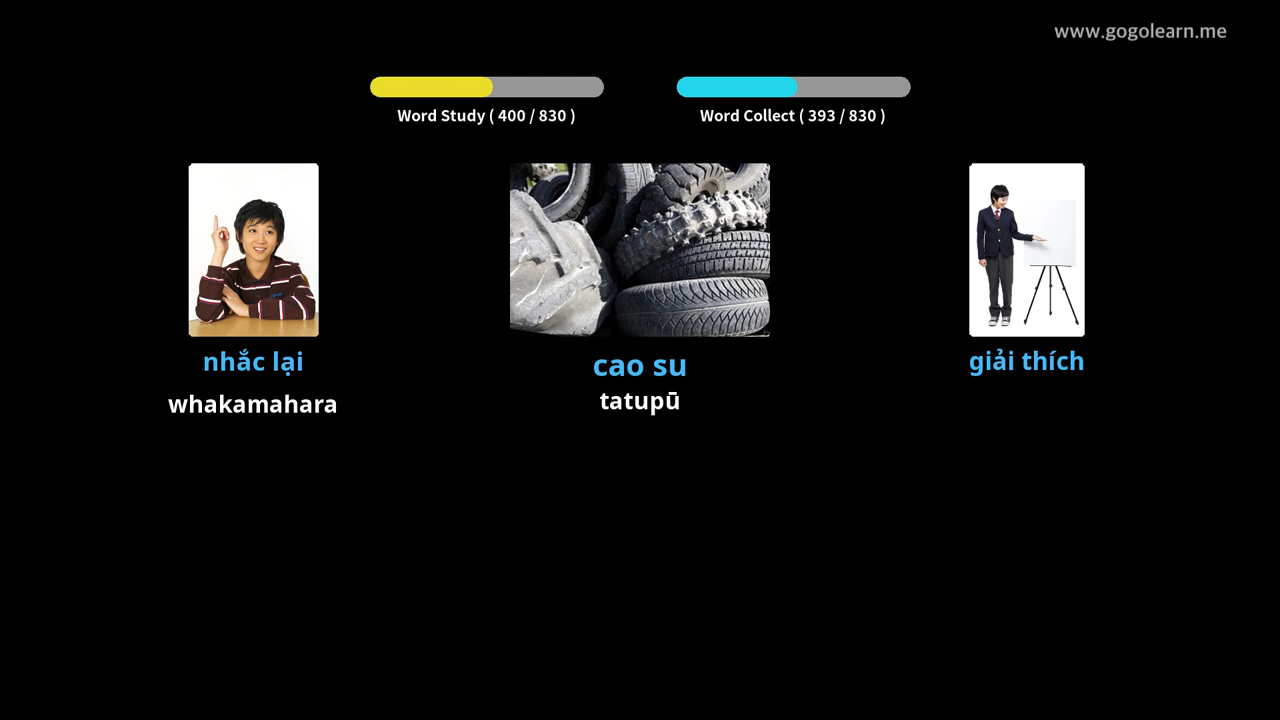 www.gogolearn.me
Word Study ( 400 / 830 )
Word Collect ( 393 / 830 )
nhắc lại
whakamahara
cao su
tatupū
giải thích